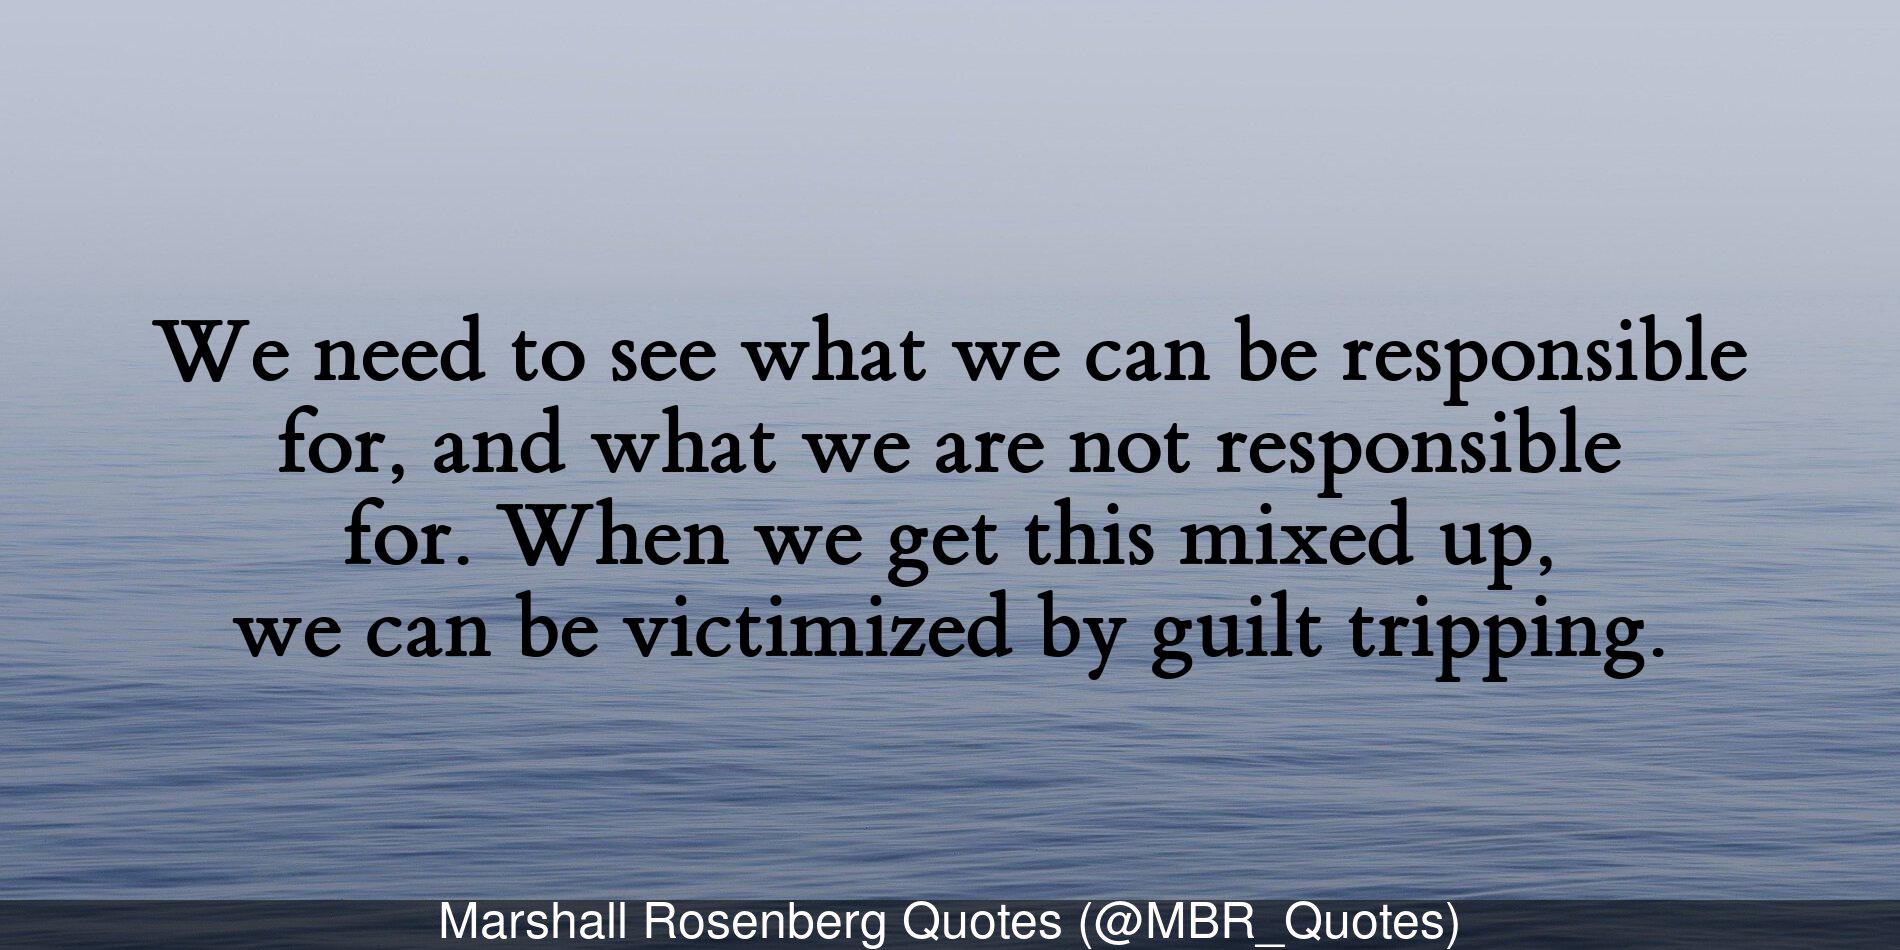 We need to see what we can be responsible
for, and what we are not responsible
for. When we get this mixed up,
we can be victimized by guilt tripping.
Marshall Rosenberg Quotes (@MBR_Quotes)